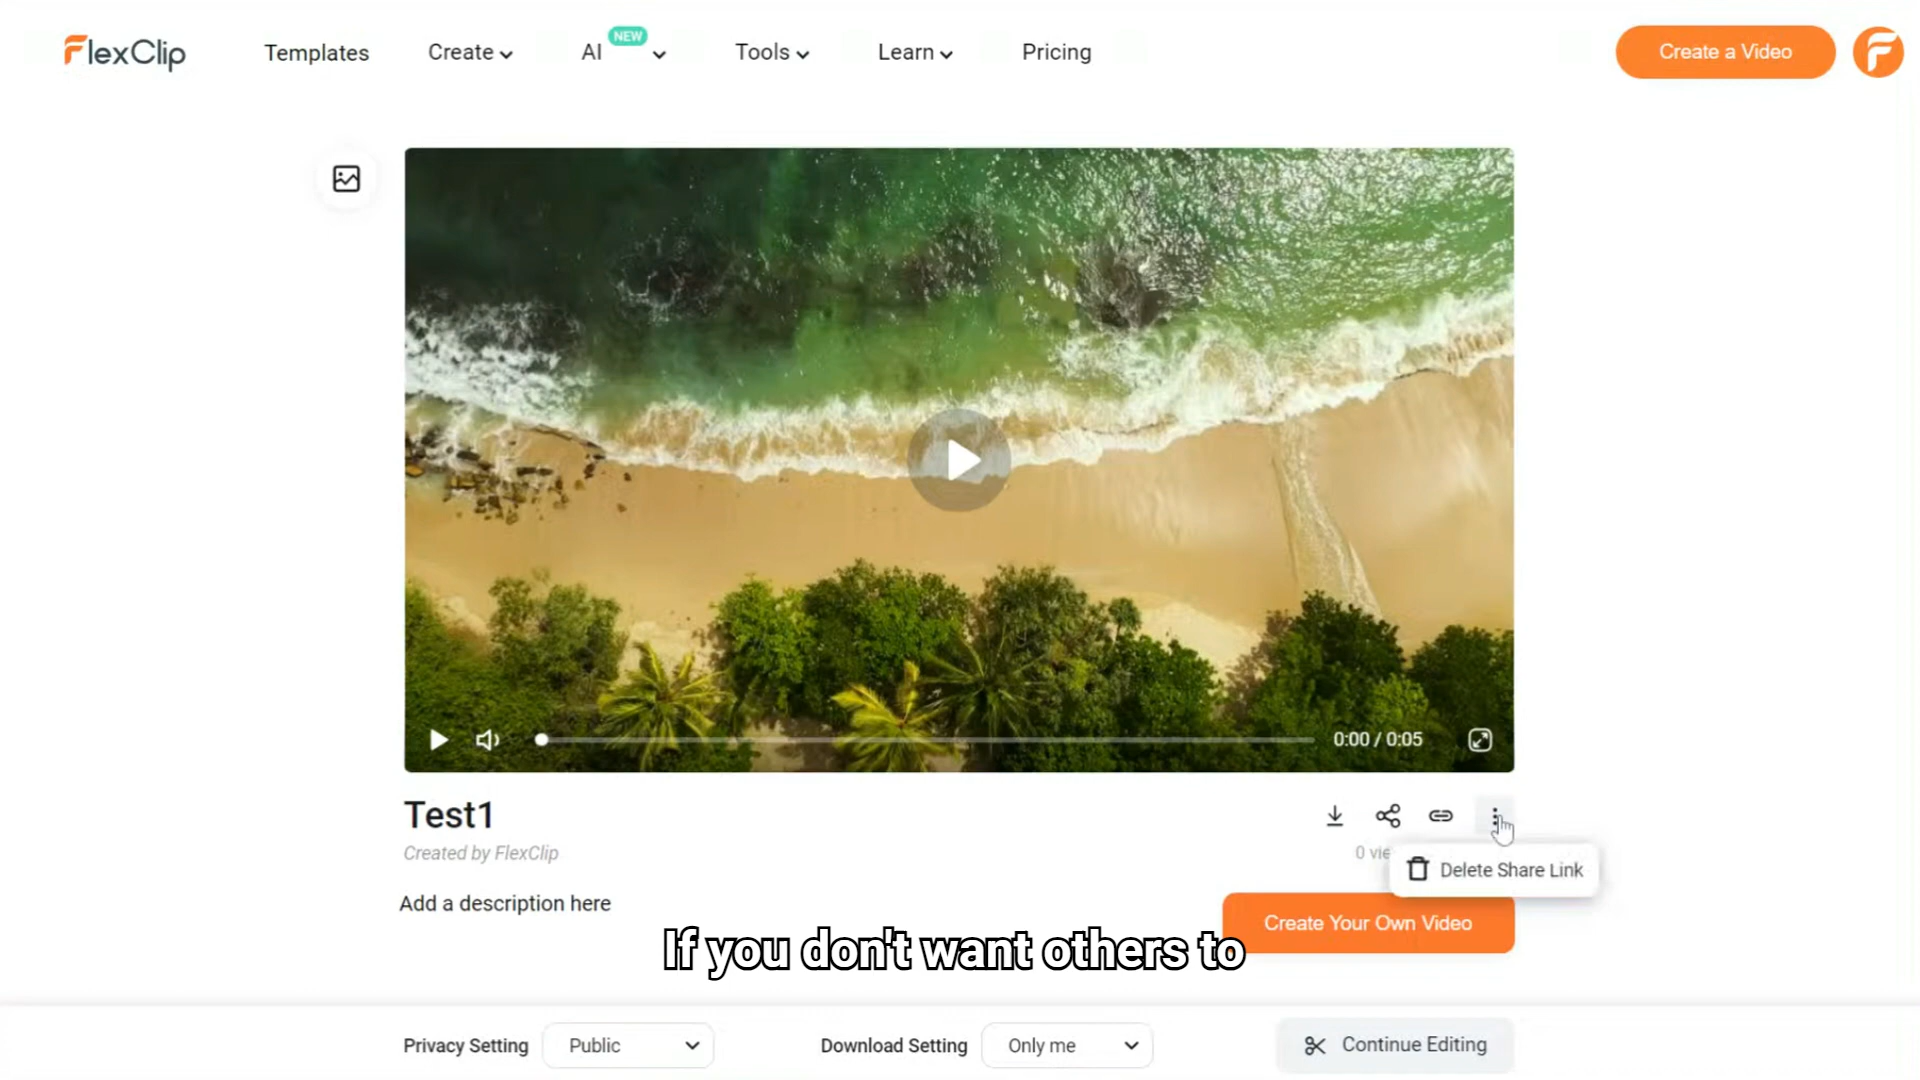 FlexClip
Templates
Create
AI
NEW
Tools
Learn
Pricing
Create a Video
0:00 / 0:05
Test1
Created by FlexClip
0 vie
Delete Share Link
Add a description here
Create Your Own Video
If you don't want others to
Privacy Setting
Public
Download Setting
Only me
Continue Editing